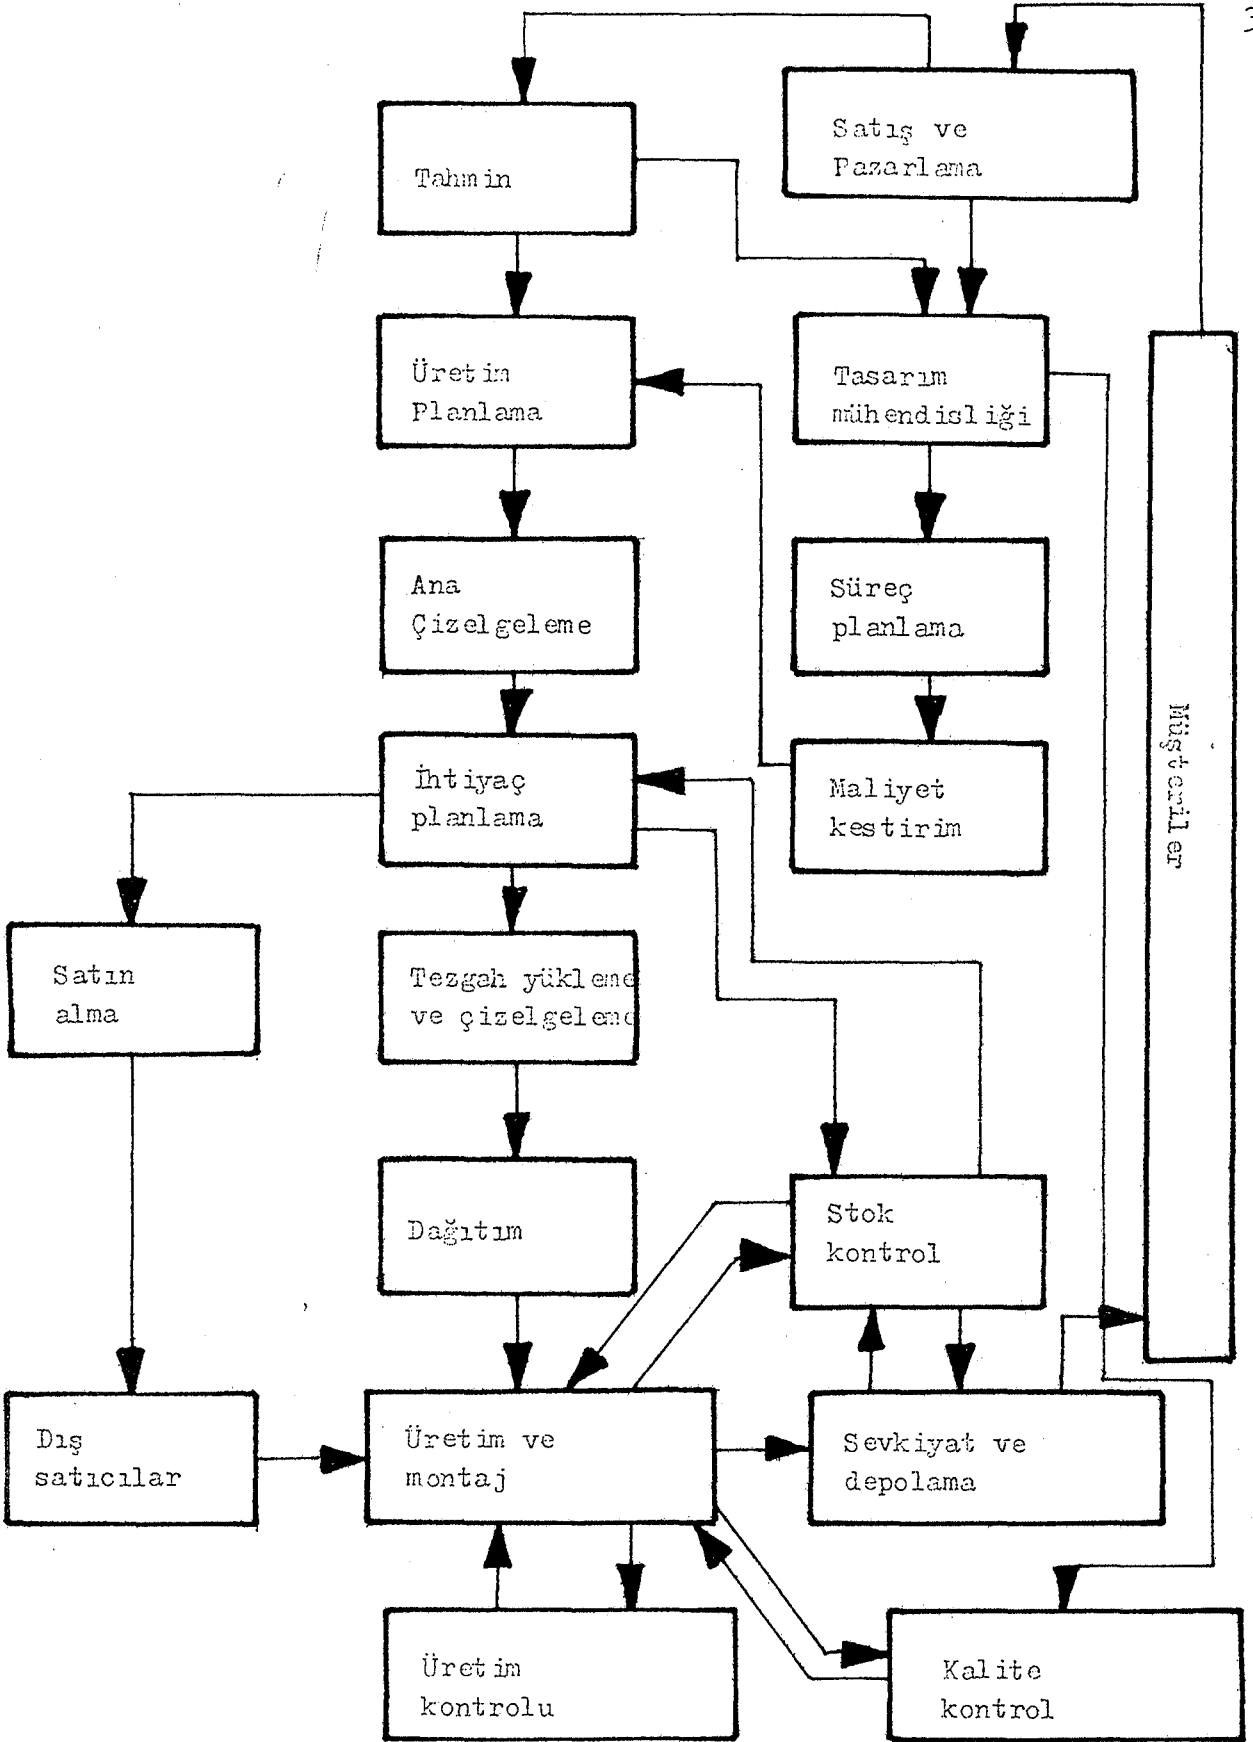 3
Satış ve
Pazarlama
Tahmin
Üretim
Planlama
Tasarım
mühendisliği
Ana
Çizelgeleme
Süreç
planlama
Müşteriler
İhtiyaç
planlama
Maliyet
kestirim
Satın
alma
Tezgah yükleme
ve çizelgeleme
Dağıtım
Stok
kontrol
Dış
satıcılar
Üretim ve
montaj
Sevkiyat ve
depolama
Üretim
kontrolu
Kalite
kontrol